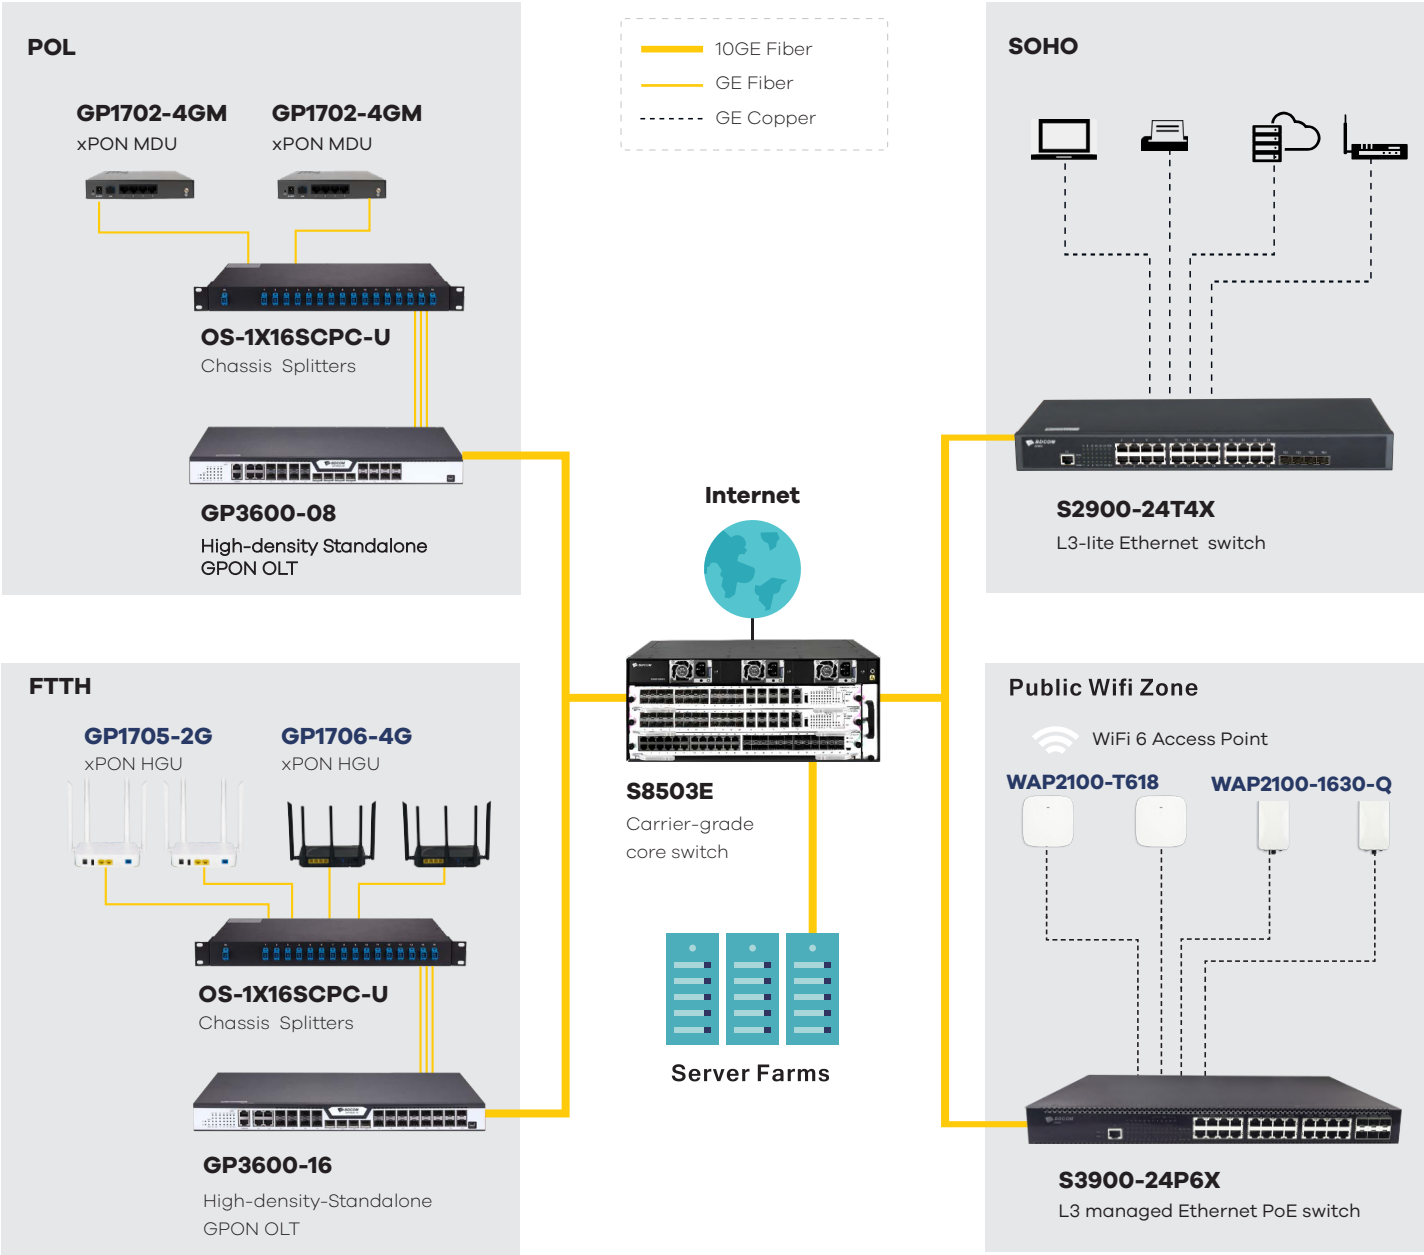 POL
GP1702-4GM
xPON MDU
GP1702-4GM
xPON MDU
OS-1X16SCPC-U
Chassis Splitters
GP3600-08
High-density Standalone
GPON OLT
10GE Fiber
GE Fiber
GE Copper
SOHO
BDCOM
S2900-24T4X
L3-lite Ethernet switch
Internet
S8503E
Carrier-grade
core switch
Server Farms
FTTH
GP1705-2G
xPON HGU
GP1706-4G
xPON HGU
OS-1X16SCPC-U
Chassis Splitters
GP3600-16
High-density-Standalone
GPON OLT
Public Wifi Zone
WiFi 6 Access Point
WAP2100-T618
WAP2100-1630-Q
S3900-24P6X
L3 managed Ethernet PoE switch